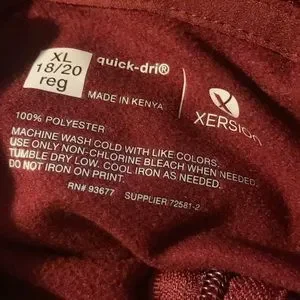 XL
18/20
reg
quick-dri®
MADE IN KENYA
XERSION
100% POLYESTER
MACHINE WASH COLD WITH LIKE COLORS.
USE ONLY NON-CHLORINE BLEACH WHEN NEEDED.
TUMBLE DRY LOW. COOL IRON AS NEEDED.
DO NOT IRON ON PRINT.
RN# 93677 SUPPLIER 72581-2